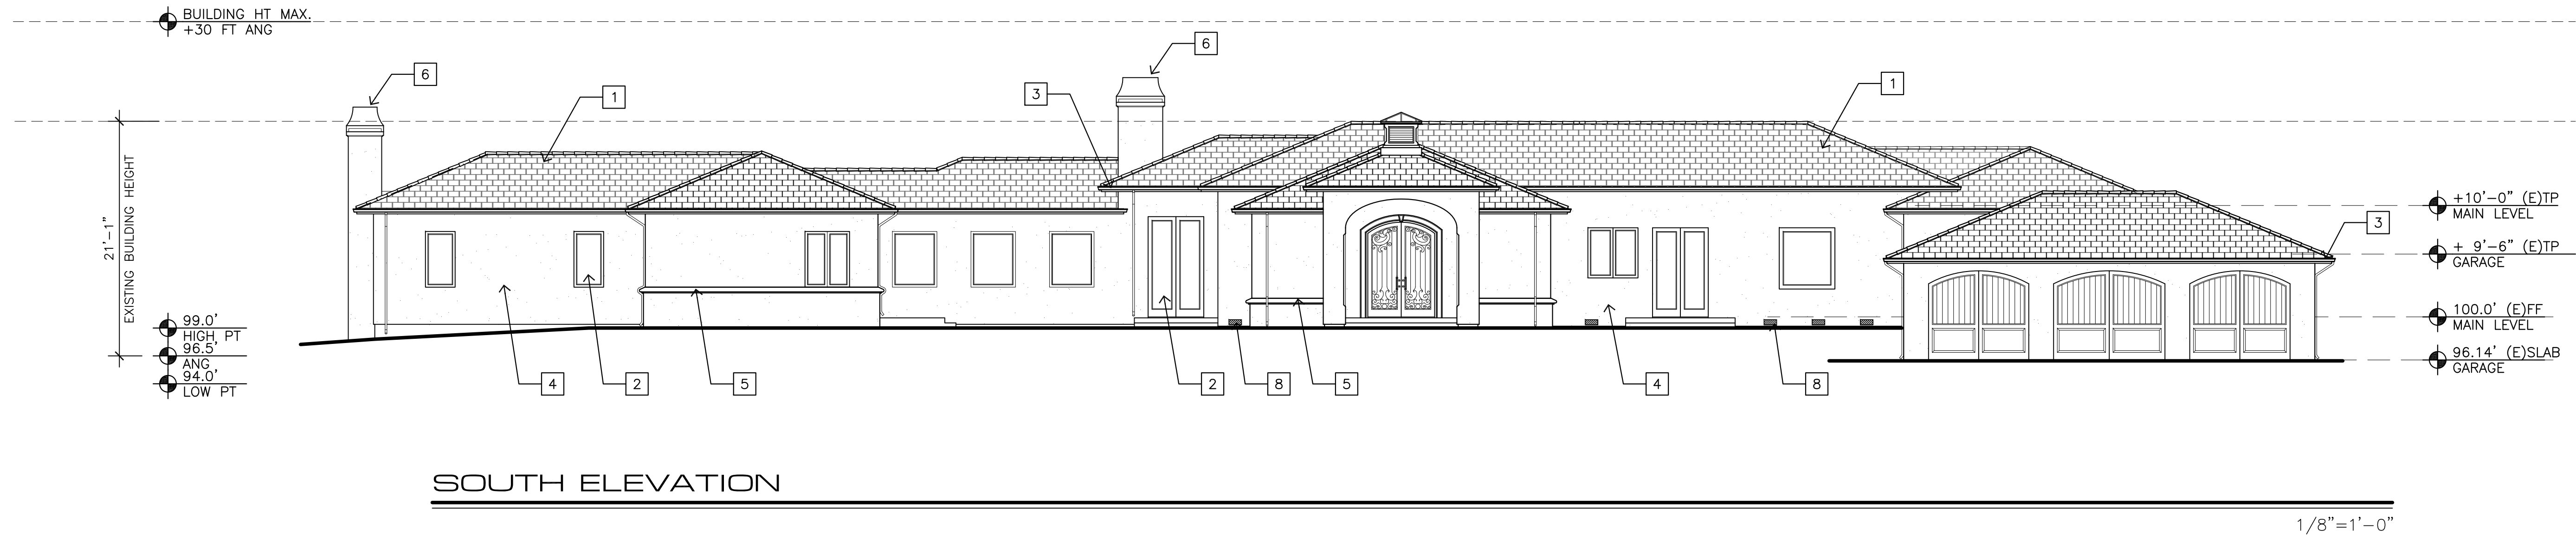 BUILDING HT MAX.
+30 FT ANG
6
6
1
3
1
21'-1"
EXISTING BUILDING HEIGHT
+10'-0" (E)TP
MAIN LEVEL
3
+ 9'-6" (E)TP
GARAGE
99.0'
HIGH PT
96.5'
ANG
94.0'
LOW PT
100.0' (E)FF
MAIN LEVEL
96.14' (E)SLAB
GARAGE
4
2
5
2
8
5
4
8
SOUTH ELEVATION
1/8"=1'-0"